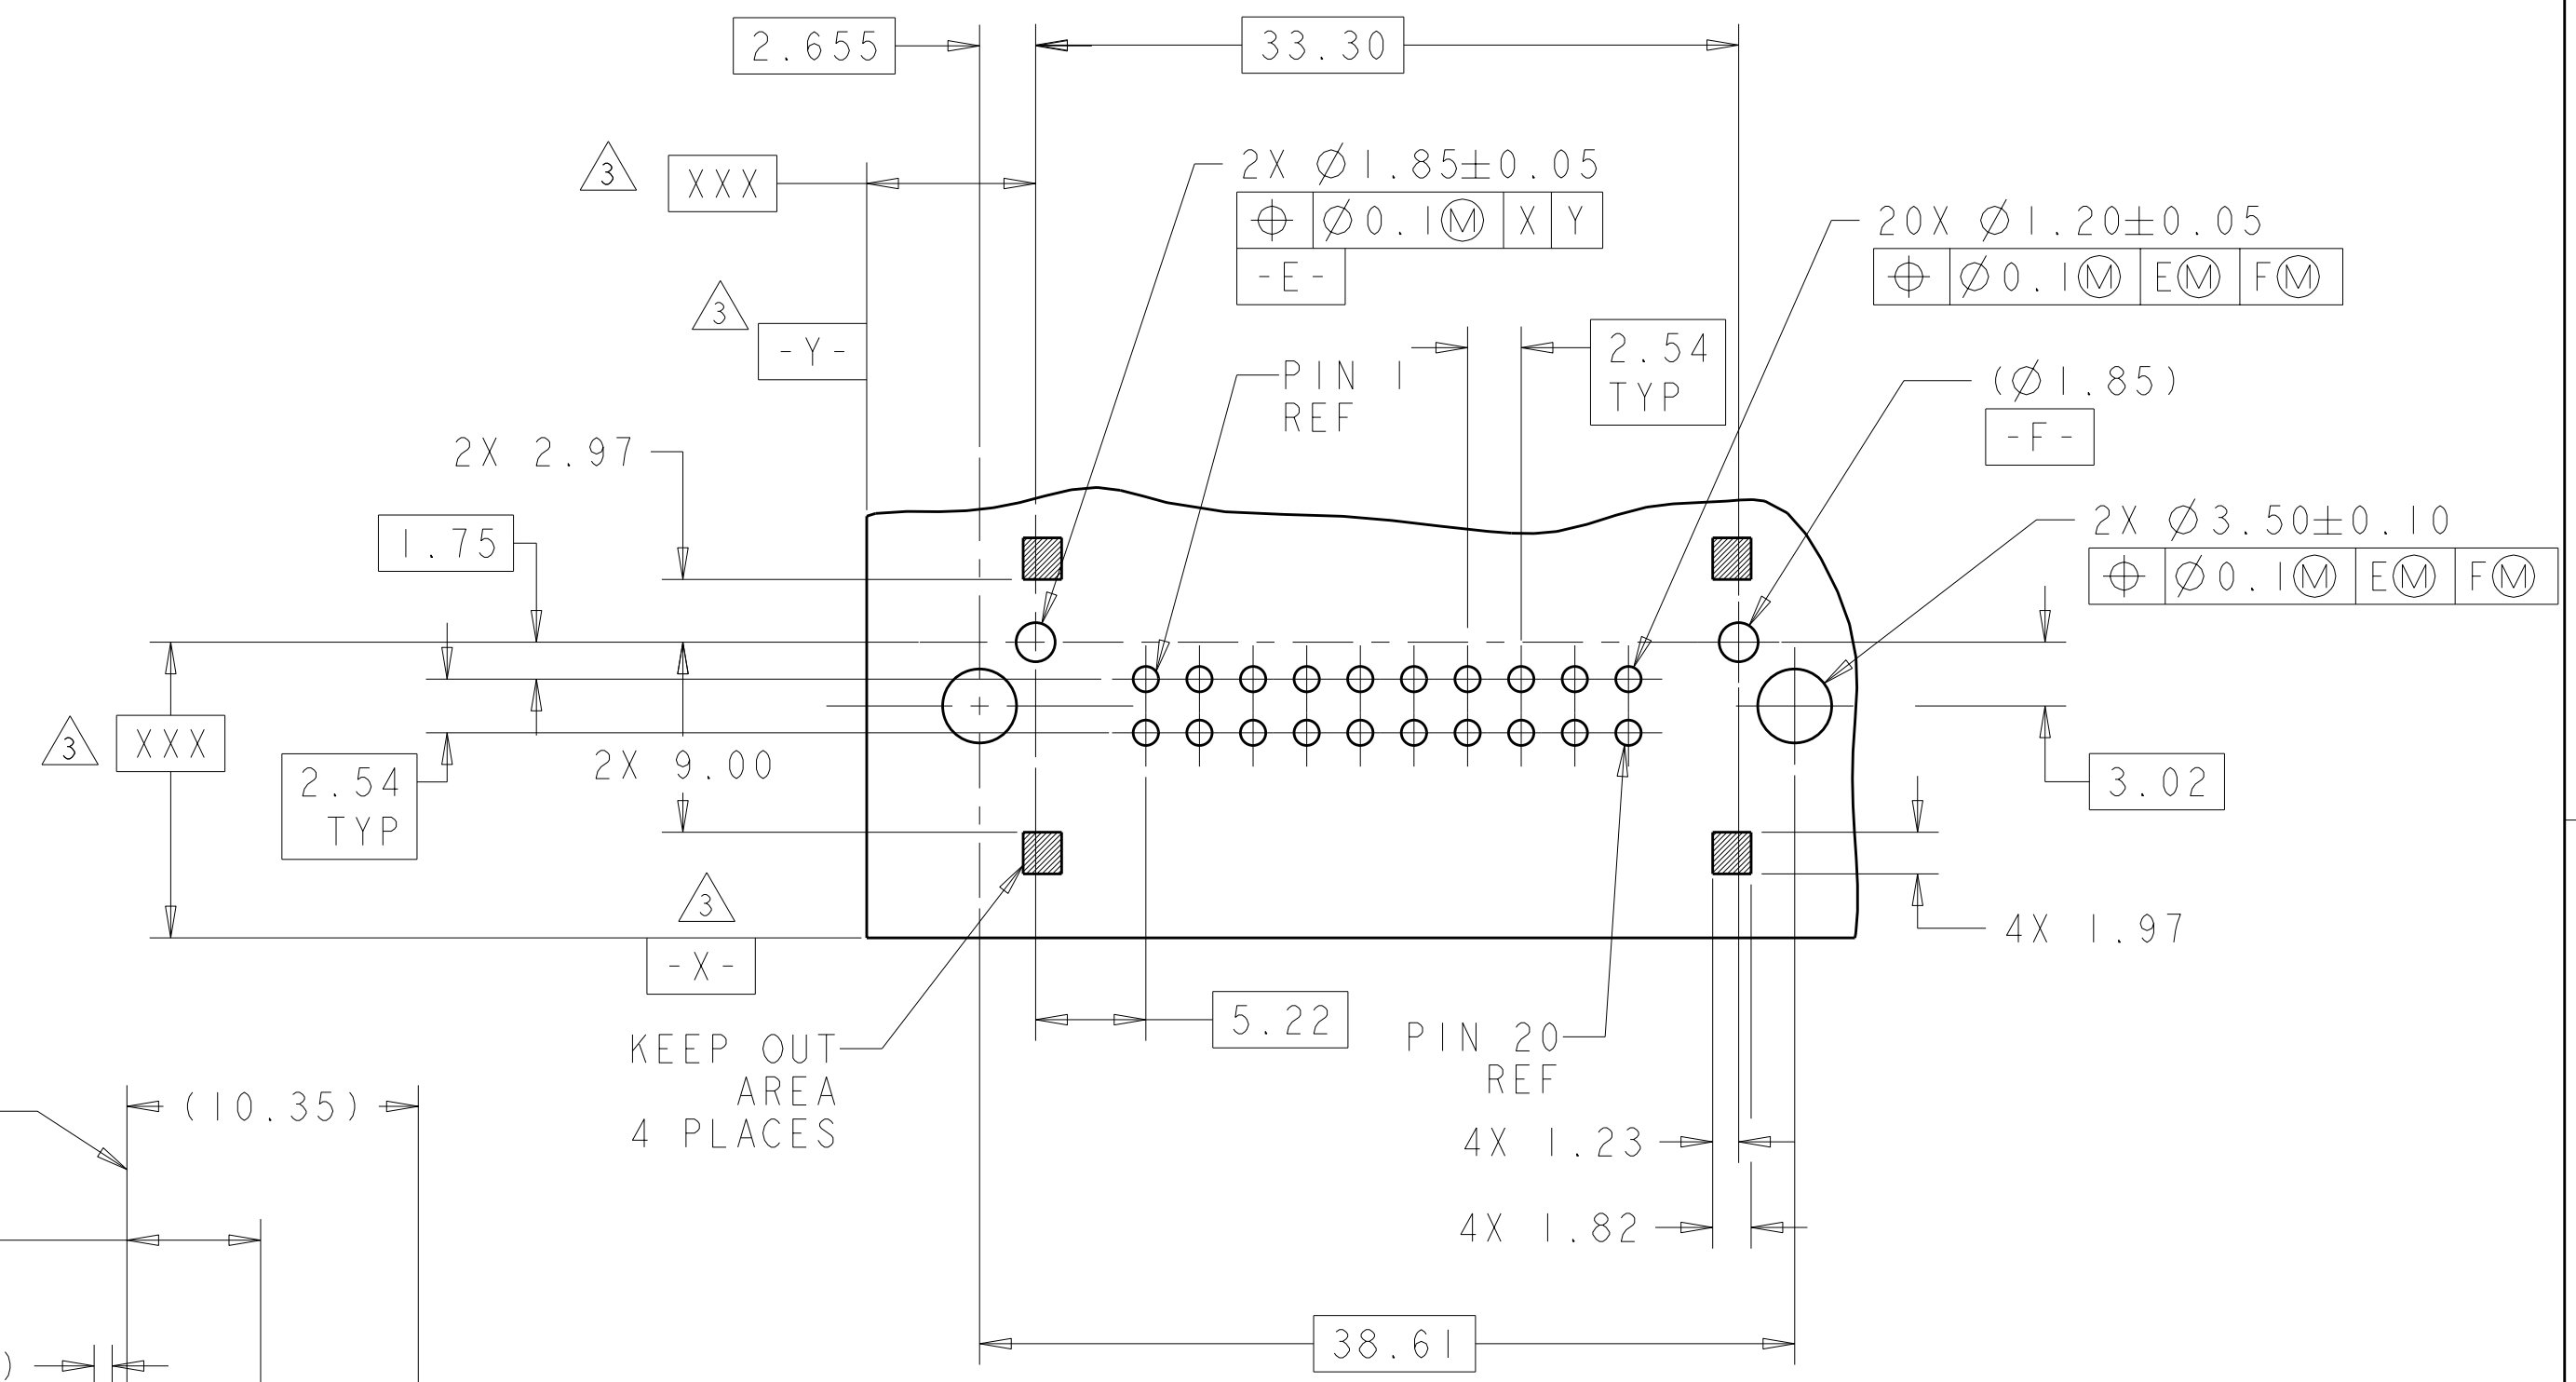 2.655
33.30
3
XXX
2X Ø1.85±0.05
⌖ Ø0.1Ⓜ X Y
-E-
20X Ø1.20±0.05
⌖ Ø0.1Ⓜ EⓂ FⓂ
3
-Y-
PIN 1
REF
2.54
TYP
(Ø1.85)
-F-
2X 2.97
1.75
2X Ø3.50±0.10
⌖ Ø0.1Ⓜ EⓂ FⓂ
3
XXX
2.54
TYP
2X 9.00
3.02
3
-X-
4X 1.97
5.22
PIN 20
REF
KEEP OUT
AREA
4 PLACES
(10.35)
4X 1.23
4X 1.82
38.61
)